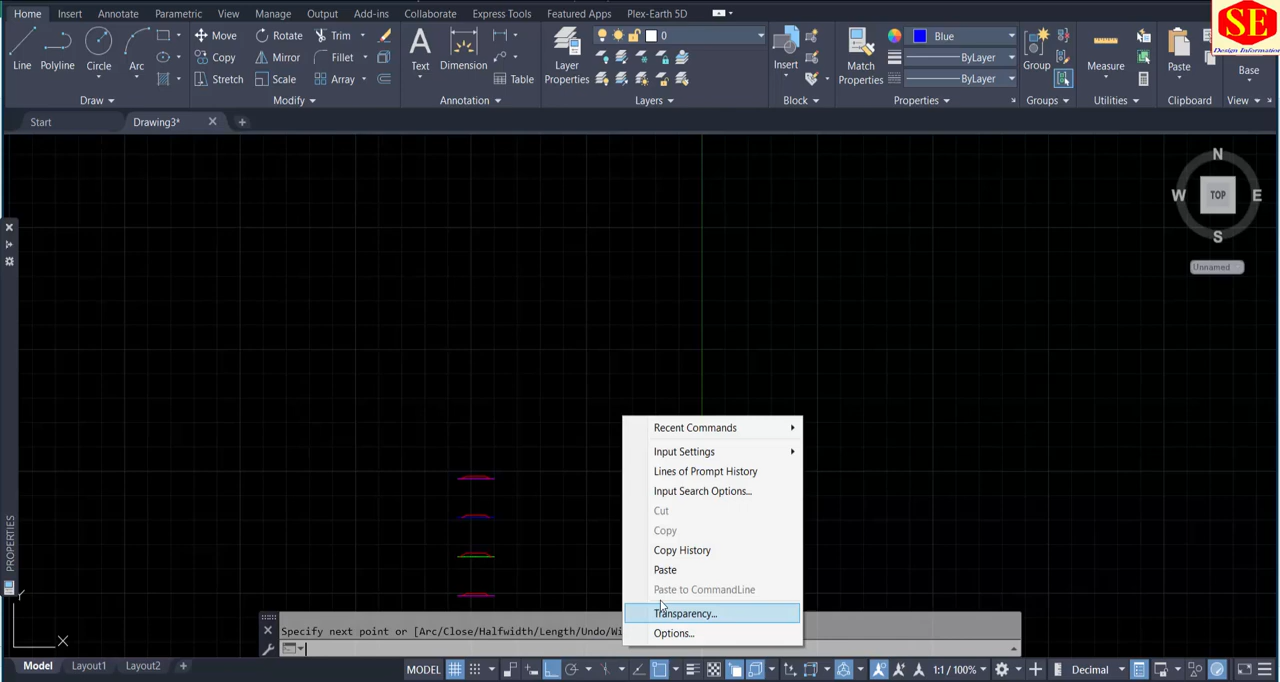 Home Insert Annotate Parametric View Manage Output Add-ins Collaborate Express Tools Featured Apps Plex-Earth 5D
SE
Design Information
Line Polyline Circle Arc
Move Rotate Trim
Copy Mirror Fillet
Stretch Scale Array
Text Dimension Table
Layer Properties
0
Insert
Match Properties
Blue
ByLayer
ByLayer
Group
Measure
Paste
Base
Draw Modify Annotation Layers Block Properties Groups Utilities Clipboard View
Start Drawing3*
N
W TOP E
S
Unnamed
PROPERTIES
Recent Commands
Input Settings
Lines of Prompt History
Input Search Options...
Cut
Copy
Copy History
Paste
Paste to CommandLine
Transparency...
Options...
Y
X
Specify next point or [Arc/Close/Halfwidth/Length/Undo/Wi
Model Layout1 Layout2
MODEL 1:1 / 100% Decimal